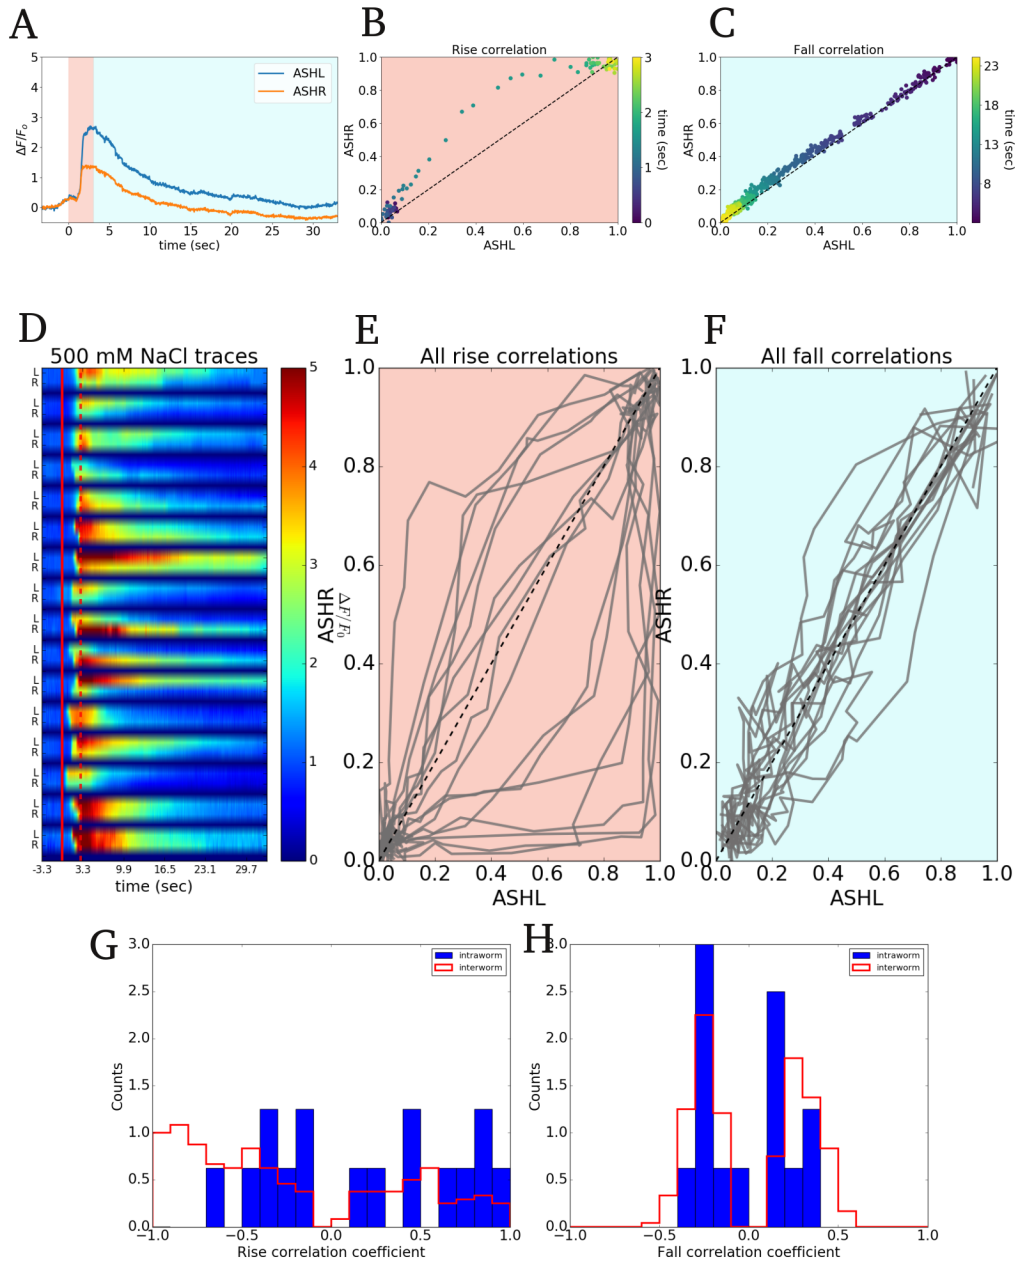 A
B
C
Rise correlation
Fall correlation
5
4
3
2
1
0
ΔF/Fo
ASHL
ASHR
0
5
10
15
20
25
30
time (sec)
1.0
0.8
0.6
0.4
0.2
0.0
ASHR
0.0
0.2
0.4
0.6
0.8
1.0
ASHL
3
2
1
0
time (sec)
1.0
0.8
0.6
0.4
0.2
0.0
ASHR
0.0
0.2
0.4
0.6
0.8
1.0
ASHL
23
18
13
8
time (sec)
D
E
F
500 mM NaCl traces
All rise correlations
All fall correlations
L
R
L
R
L
R
L
R
L
R
L
R
L
R
L
R
L
R
L
R
L
R
L
R
L
R
L
R
L
R
L
R
-3.3
3.3
9.9
16.5
23.1
29.7
time (sec)
5
4
3
2
1
0
ΔF/F0
1.0
0.8
0.6
0.4
0.2
0.0
ASHR
0.0
0.2
0.4
0.6
0.8
1.0
ASHL
1.0
0.8
0.6
0.4
0.2
0.0
ASHR
0.0
0.2
0.4
0.6
0.8
1.0
ASHL
G
H
3.0
2.5
2.0
1.5
1.0
0.5
0.0
Counts
intraworm
interworm
−1.0
−0.5
0.0
0.5
1.0
Rise correlation coefficient
3.0
2.5
2.0
1.5
1.0
0.5
0.0
Counts
intraworm
interworm
−1.0
−0.5
0.0
0.5
1.0
Fall correlation coefficient